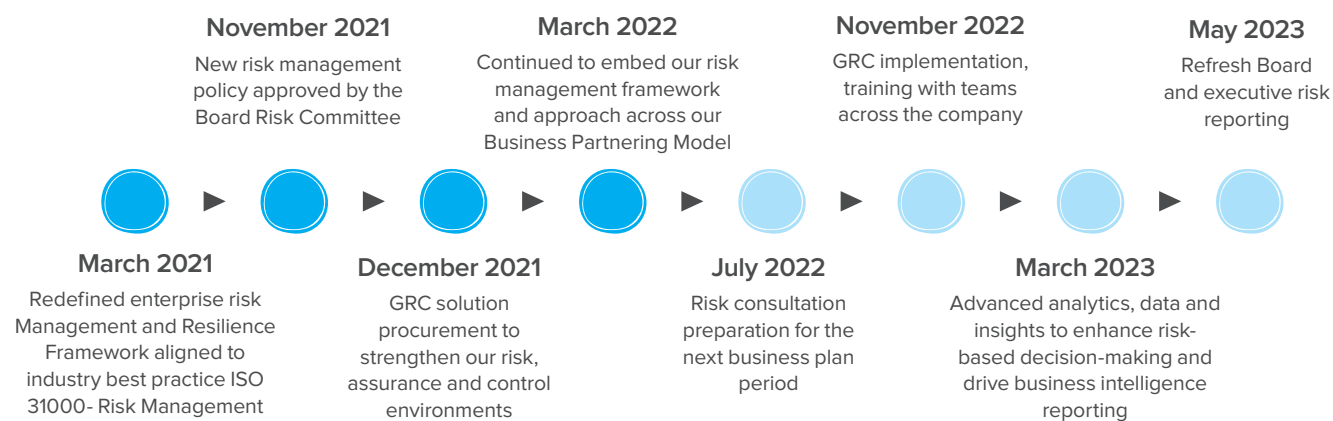 November 2021
New risk management
policy approved by the
Board Risk Committee
March 2022
Continued to embed our risk
management framework
and approach across our
Business Partnering Model
November 2022
GRC implementation,
training with teams
across the company
May 2023
Refresh Board
and executive risk
reporting
March 2021
Redefined enterprise risk
Management and Resilience
Framework aligned to
industry best practice ISO
31000- Risk Management
December 2021
GRC solution
procurement to
strengthen our risk,
assurance and control
environments
July 2022
Risk consultation
preparation for the
next business plan
period
March 2023
Advanced analytics, data and
insights to enhance risk-
based decision-making and
drive business intelligence
reporting